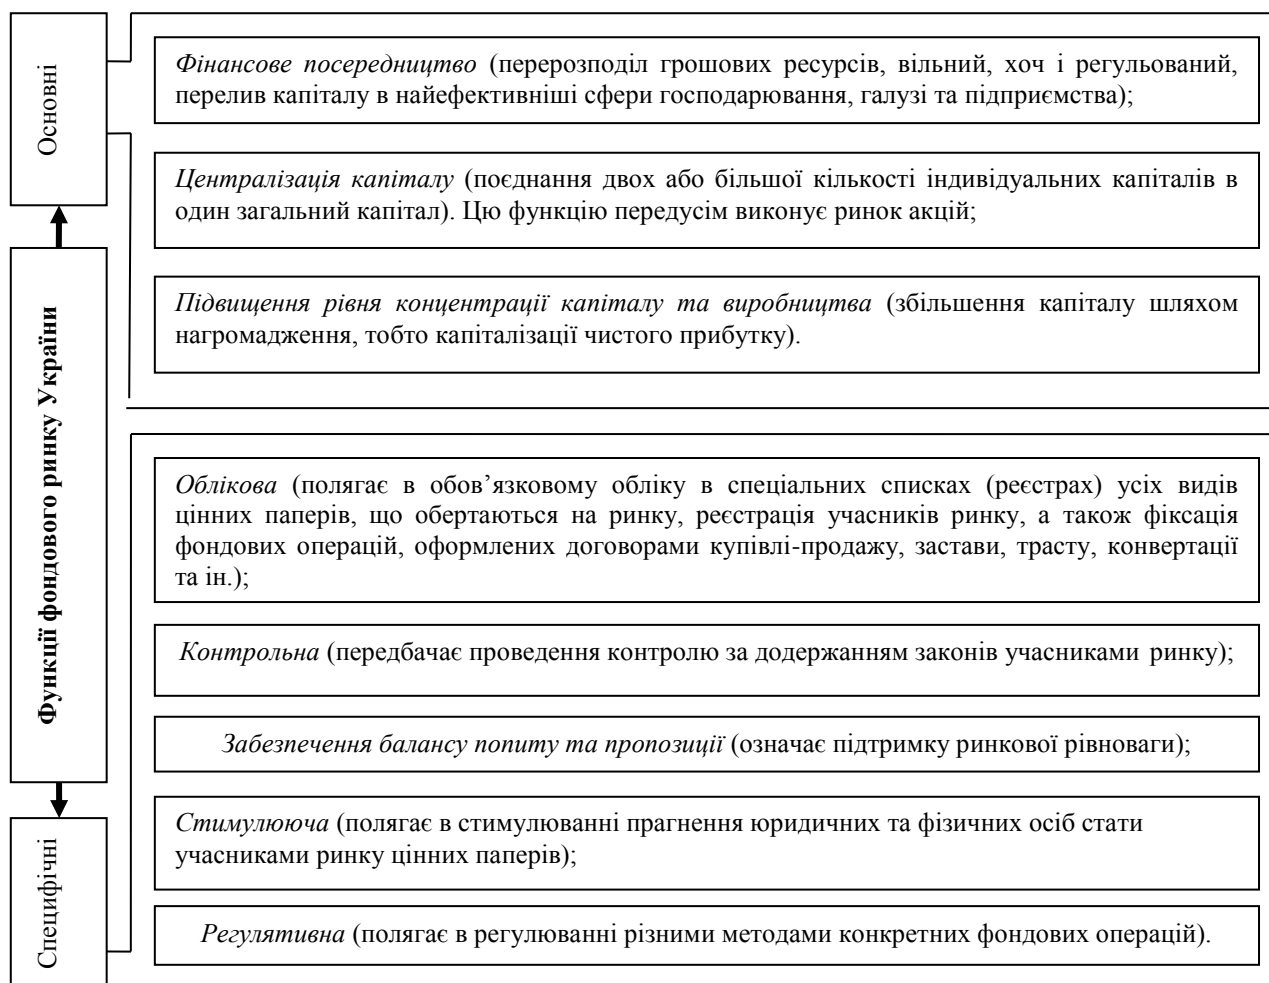 Основні
Фінансове посередництво (перерозподіл грошових ресурсів, вільний, хоч і регульований,
перелив капіталу в найефективніші сфери господарювання, галузі та підприємства);
Централізація капіталу (поєднання двох або більшої кількості індивідуальних капіталів в
один загальний капітал). Цю функцію передусім виконує ринок акцій;
Підвищення рівня концентрації капіталу та виробництва (збільшення капіталу шляхом
нагромадження, тобто капіталізації чистого прибутку).
Функції фондового ринку України
Облікова (полягає в обов’язковому обліку в спеціальних списках (реєстрах) усіх видів
цінних паперів, що обертаються на ринку, реєстрація учасників ринку, а також фіксація
фондових операцій, оформлених договорами купівлі-продажу, застави, трасту, конвертації
та ін.);
Контрольна (передбачає проведення контролю за додержанням законів учасниками ринку);
Забезпечення балансу попиту та пропозиції (означає підтримку ринкової рівноваги);
Специфічні
Стимулююча (полягає в стимулюванні прагнення юридичних та фізичних осіб стати
учасниками ринку цінних паперів);
Регулятивна (полягає в регулюванні різними методами конкретних фондових операцій).